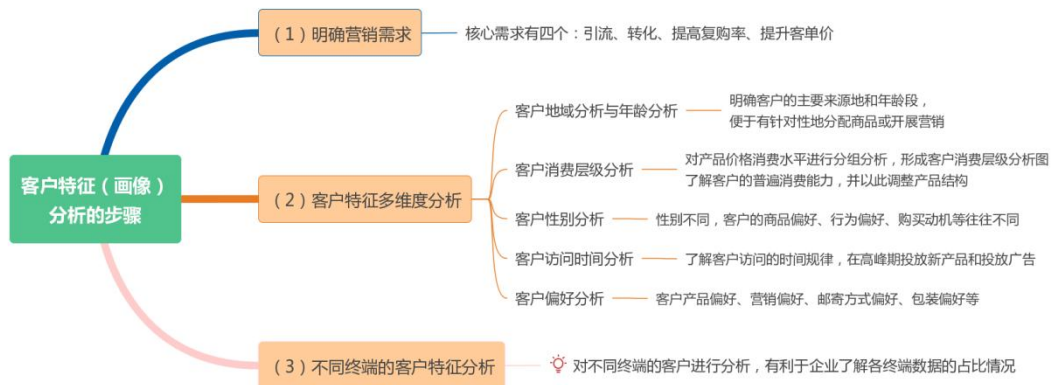 客户特征（画像）
分析的步骤
（1）明确营销需求
核心需求有四个：引流、转化、提高复购率、提升客单价
（2）客户特征多维度分析
客户地域分析与年龄分析
明确客户的主要来源地和年龄段，
便于有针对性地分配商品或开展营销
客户消费层级分析
对产品价格消费水平进行分组分析，形成客户消费层级分析图
了解客户的普遍消费能力，并以此调整产品结构
客户性别分析
性别不同，客户的商品偏好、行为偏好、购买动机等往往不同
客户访问时间分析
了解客户访问的时间规律，在高峰期投放新产品和投放广告
客户偏好分析
客户产品偏好、营销偏好、邮寄方式偏好、包装偏好等
（3）不同终端的客户特征分析
对不同终端的客户进行分析，有利于企业了解各终端数据的占比情况